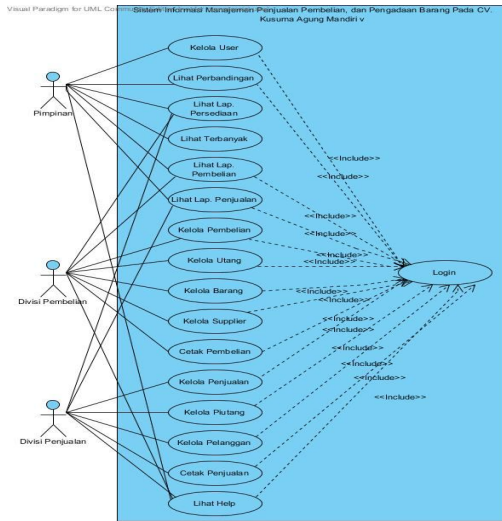 Visual Paradigm for UML Com
Sistem Informasi Manajemen Penjualan Pembelian, dan Pengadaan Barang Pada CV.
Kusuma Agung Mandiri v
Kelola User
Lihat Perbandingan
Lihat Lap.
Persediaan
Lihat Terbanyak
Lihat Lap.
Pembelian
Lihat Lap. Penjualan
Kelola Pembelian
Kelola Utang
Kelola Barang
Kelola Supplier
Cetak Pembelian
Kelola Penjualan
Kelola Piutang
Kelola Pelanggan
Cetak Penjualan
Lihat Help
Pimpinan
Divisi Pembelian
Divisi Penjualan
<<Include>>
<<Include>>
<<Include>>
<<Include>>
<<Include>>
<<Include>>
<<Include>>
<<Include>>
<<Include>>
<<Include>>
<<Include>>
<<Include>>
<<Include>>
Login